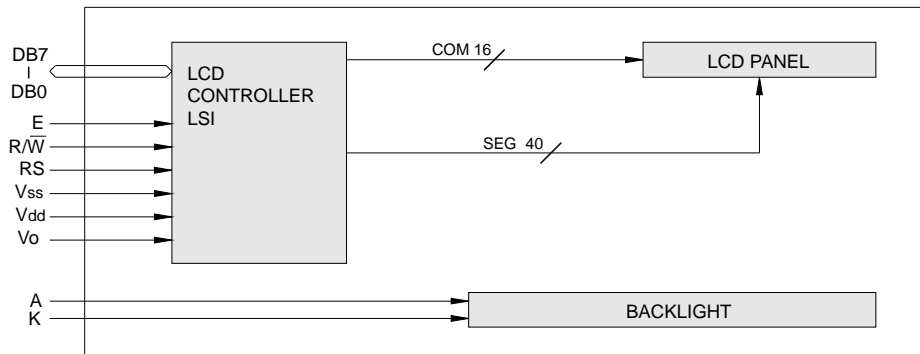 DB7
DB0
E
R/W̅
RS
Vss
Vdd
Vo
A
K
LCD
CONTROLLER
LSI
COM 16
SEG 40
LCD PANEL
BACKLIGHT